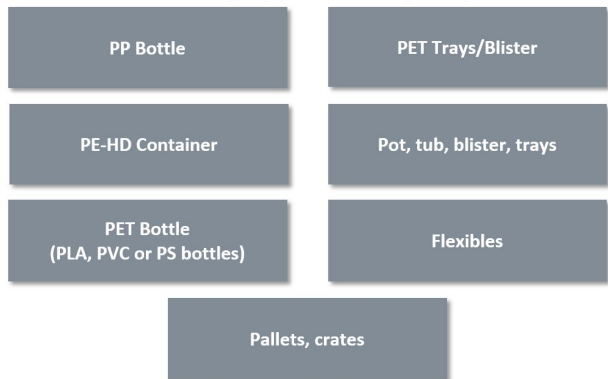 PP Bottle
PET Trays/Blister
PE-HD Container
Pot, tub, blister, trays
PET Bottle
(PLA, PVC or PS bottles)
Flexibles
Pallets, crates